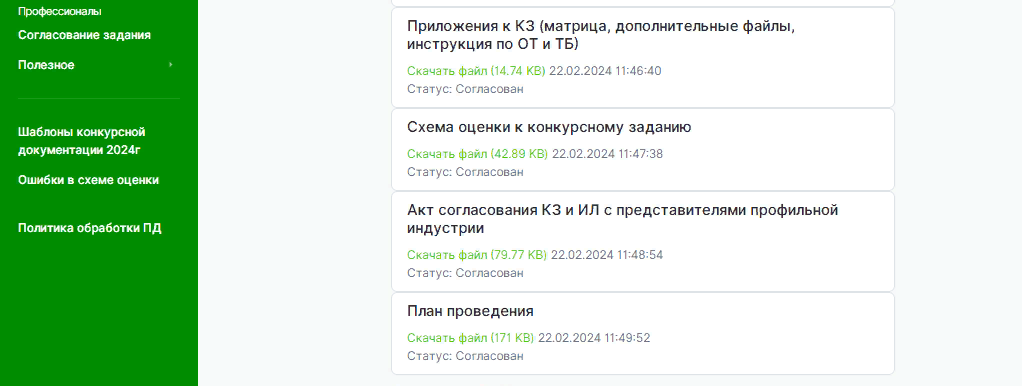 Профессионалы
Согласование задания
Полезное
Шаблоны конкурсной
документации 2024г
Ошибки в схеме оценки
Политика обработки ПД
Приложения к КЗ (матрица, дополнительные файлы,
инструкция по ОТ и ТБ)
Скачать файл (14.74 KB) 22.02.2024 11:46:40
Статус: Согласован
Схема оценки к конкурсному заданию
Скачать файл (42.89 KB) 22.02.2024 11:47:38
Статус: Согласован
Акт согласования КЗ и ИЛ с представителями профильной
индустрии
Скачать файл (79.77 KB) 22.02.2024 11:48:54
Статус: Согласован
План проведения
Скачать файл (171 KB) 22.02.2024 11:49:52
Статус: Согласован